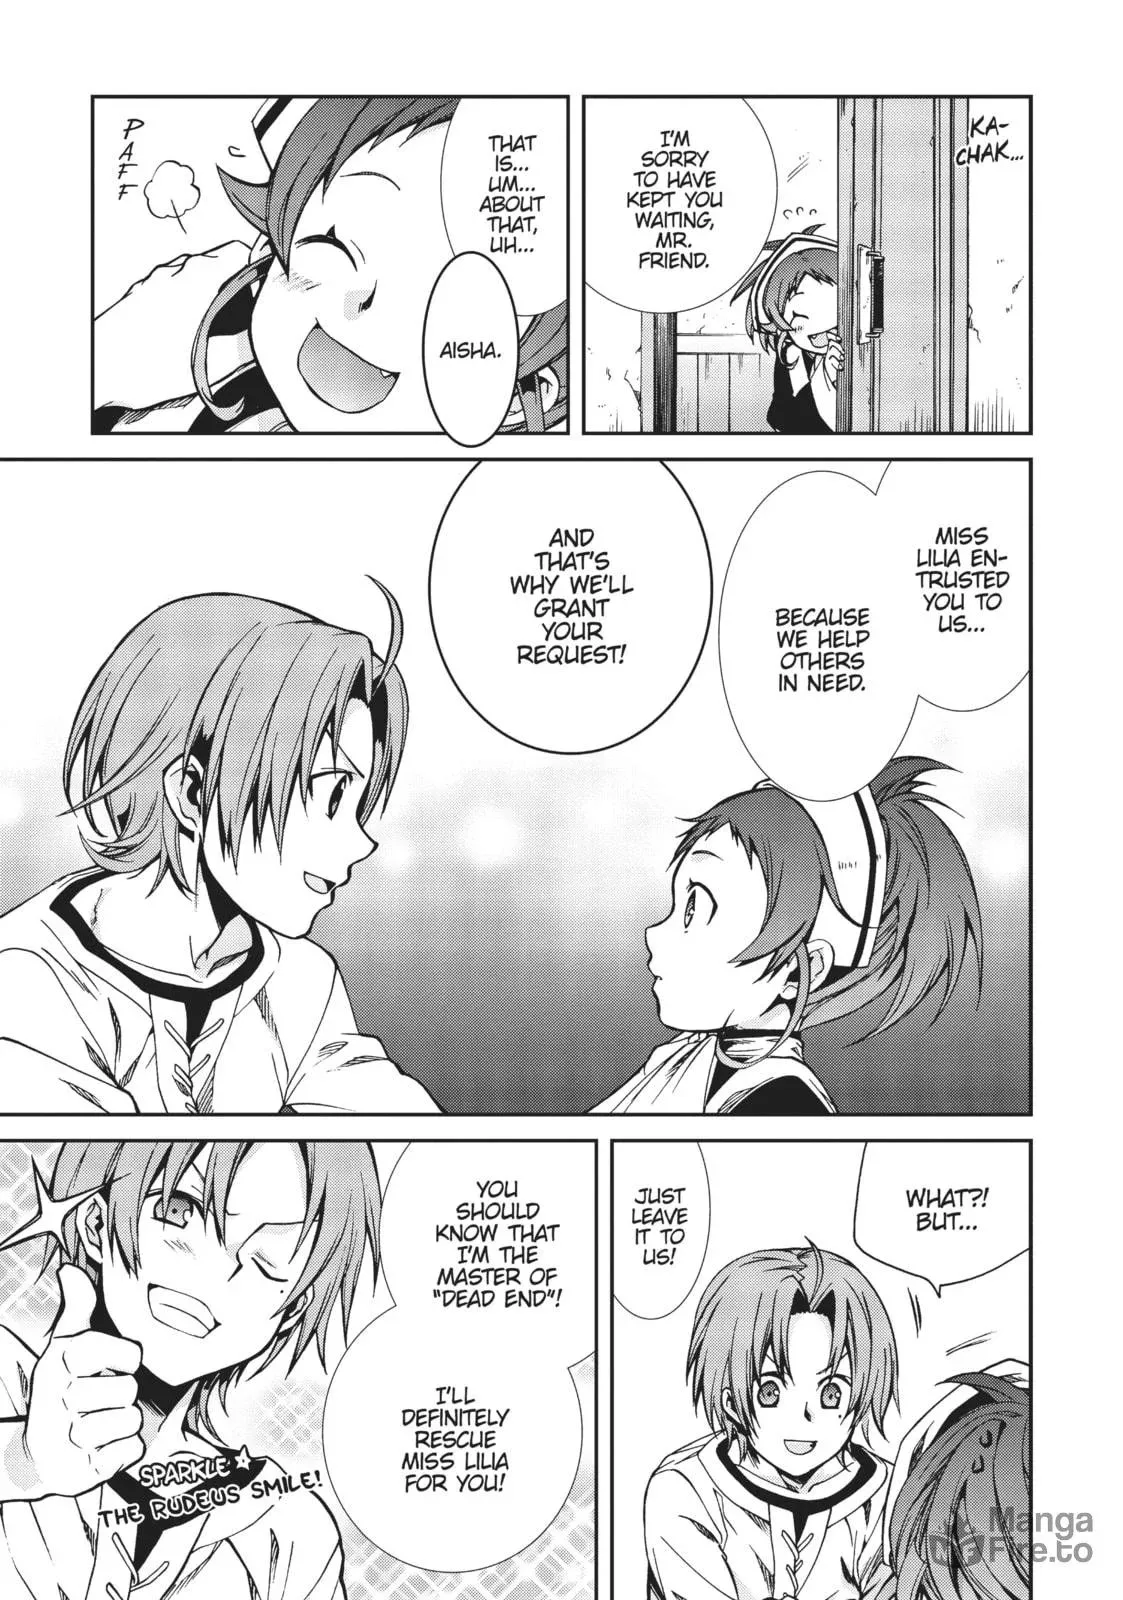 KA-
CHAK...
I'M
SORRY
TO HAVE
KEPT YOU
WAITING,
MR.
FRIEND.
THAT
IS...
UM...
ABOUT
THAT,
UH...
AISHA.
PAFF
MISS
LILIA EN-
TRUSTED
YOU TO
US...
BECAUSE
WE HELP
OTHERS
IN NEED.
AND
THAT'S
WHY WE'LL
GRANT
YOUR
REQUEST!
WHAT?!
BUT...
JUST
LEAVE
IT TO
US!
YOU
SHOULD
KNOW THAT
I'M THE
MASTER OF
"DEAD END"!
I'LL
DEFINITELY
RESCUE
MISS LILIA
FOR YOU!
SPARKLE☆
THE RUDEUS SMILE!
Manga
Fire.to